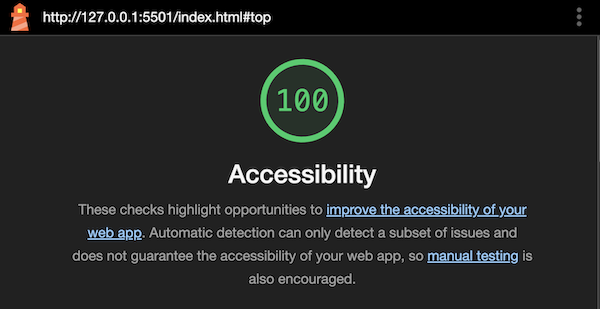 http://127.0.0.1:5501/index.html#top
100
Accessibility
These checks highlight opportunities to improve the accessibility of your
web app. Automatic detection can only detect a subset of issues and
does not guarantee the accessibility of your web app, so manual testing is
also encouraged.